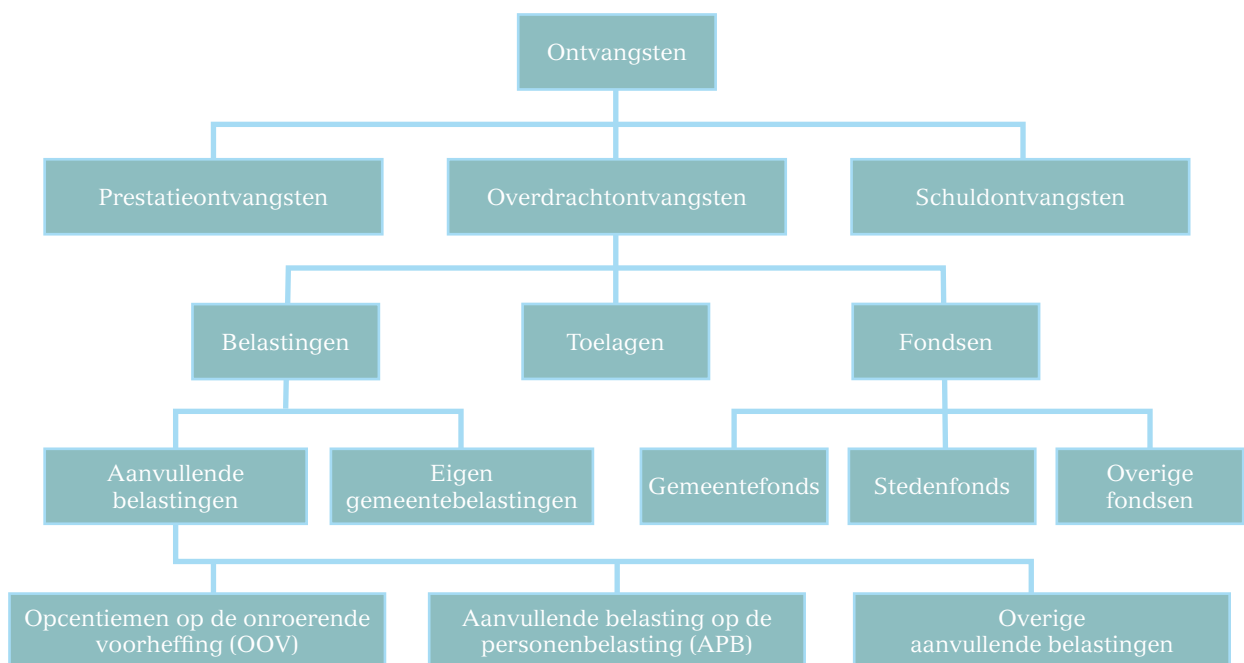 Ontvangsten
Prestatieontvangsten
Overdrachtontvangsten
Schuldontvangsten
Belastingen
Toelagen
Fondsen
Aanvullende
belastingen
Eigen
gemeentebelastingen
Gemeentefonds
Stedenfonds
Overige
fondsen
Opcentiemen op de onroerende
voorheffing (OOV)
Aanvullende belasting op de
personenbelasting (APB)
Overige
aanvullende belastingen